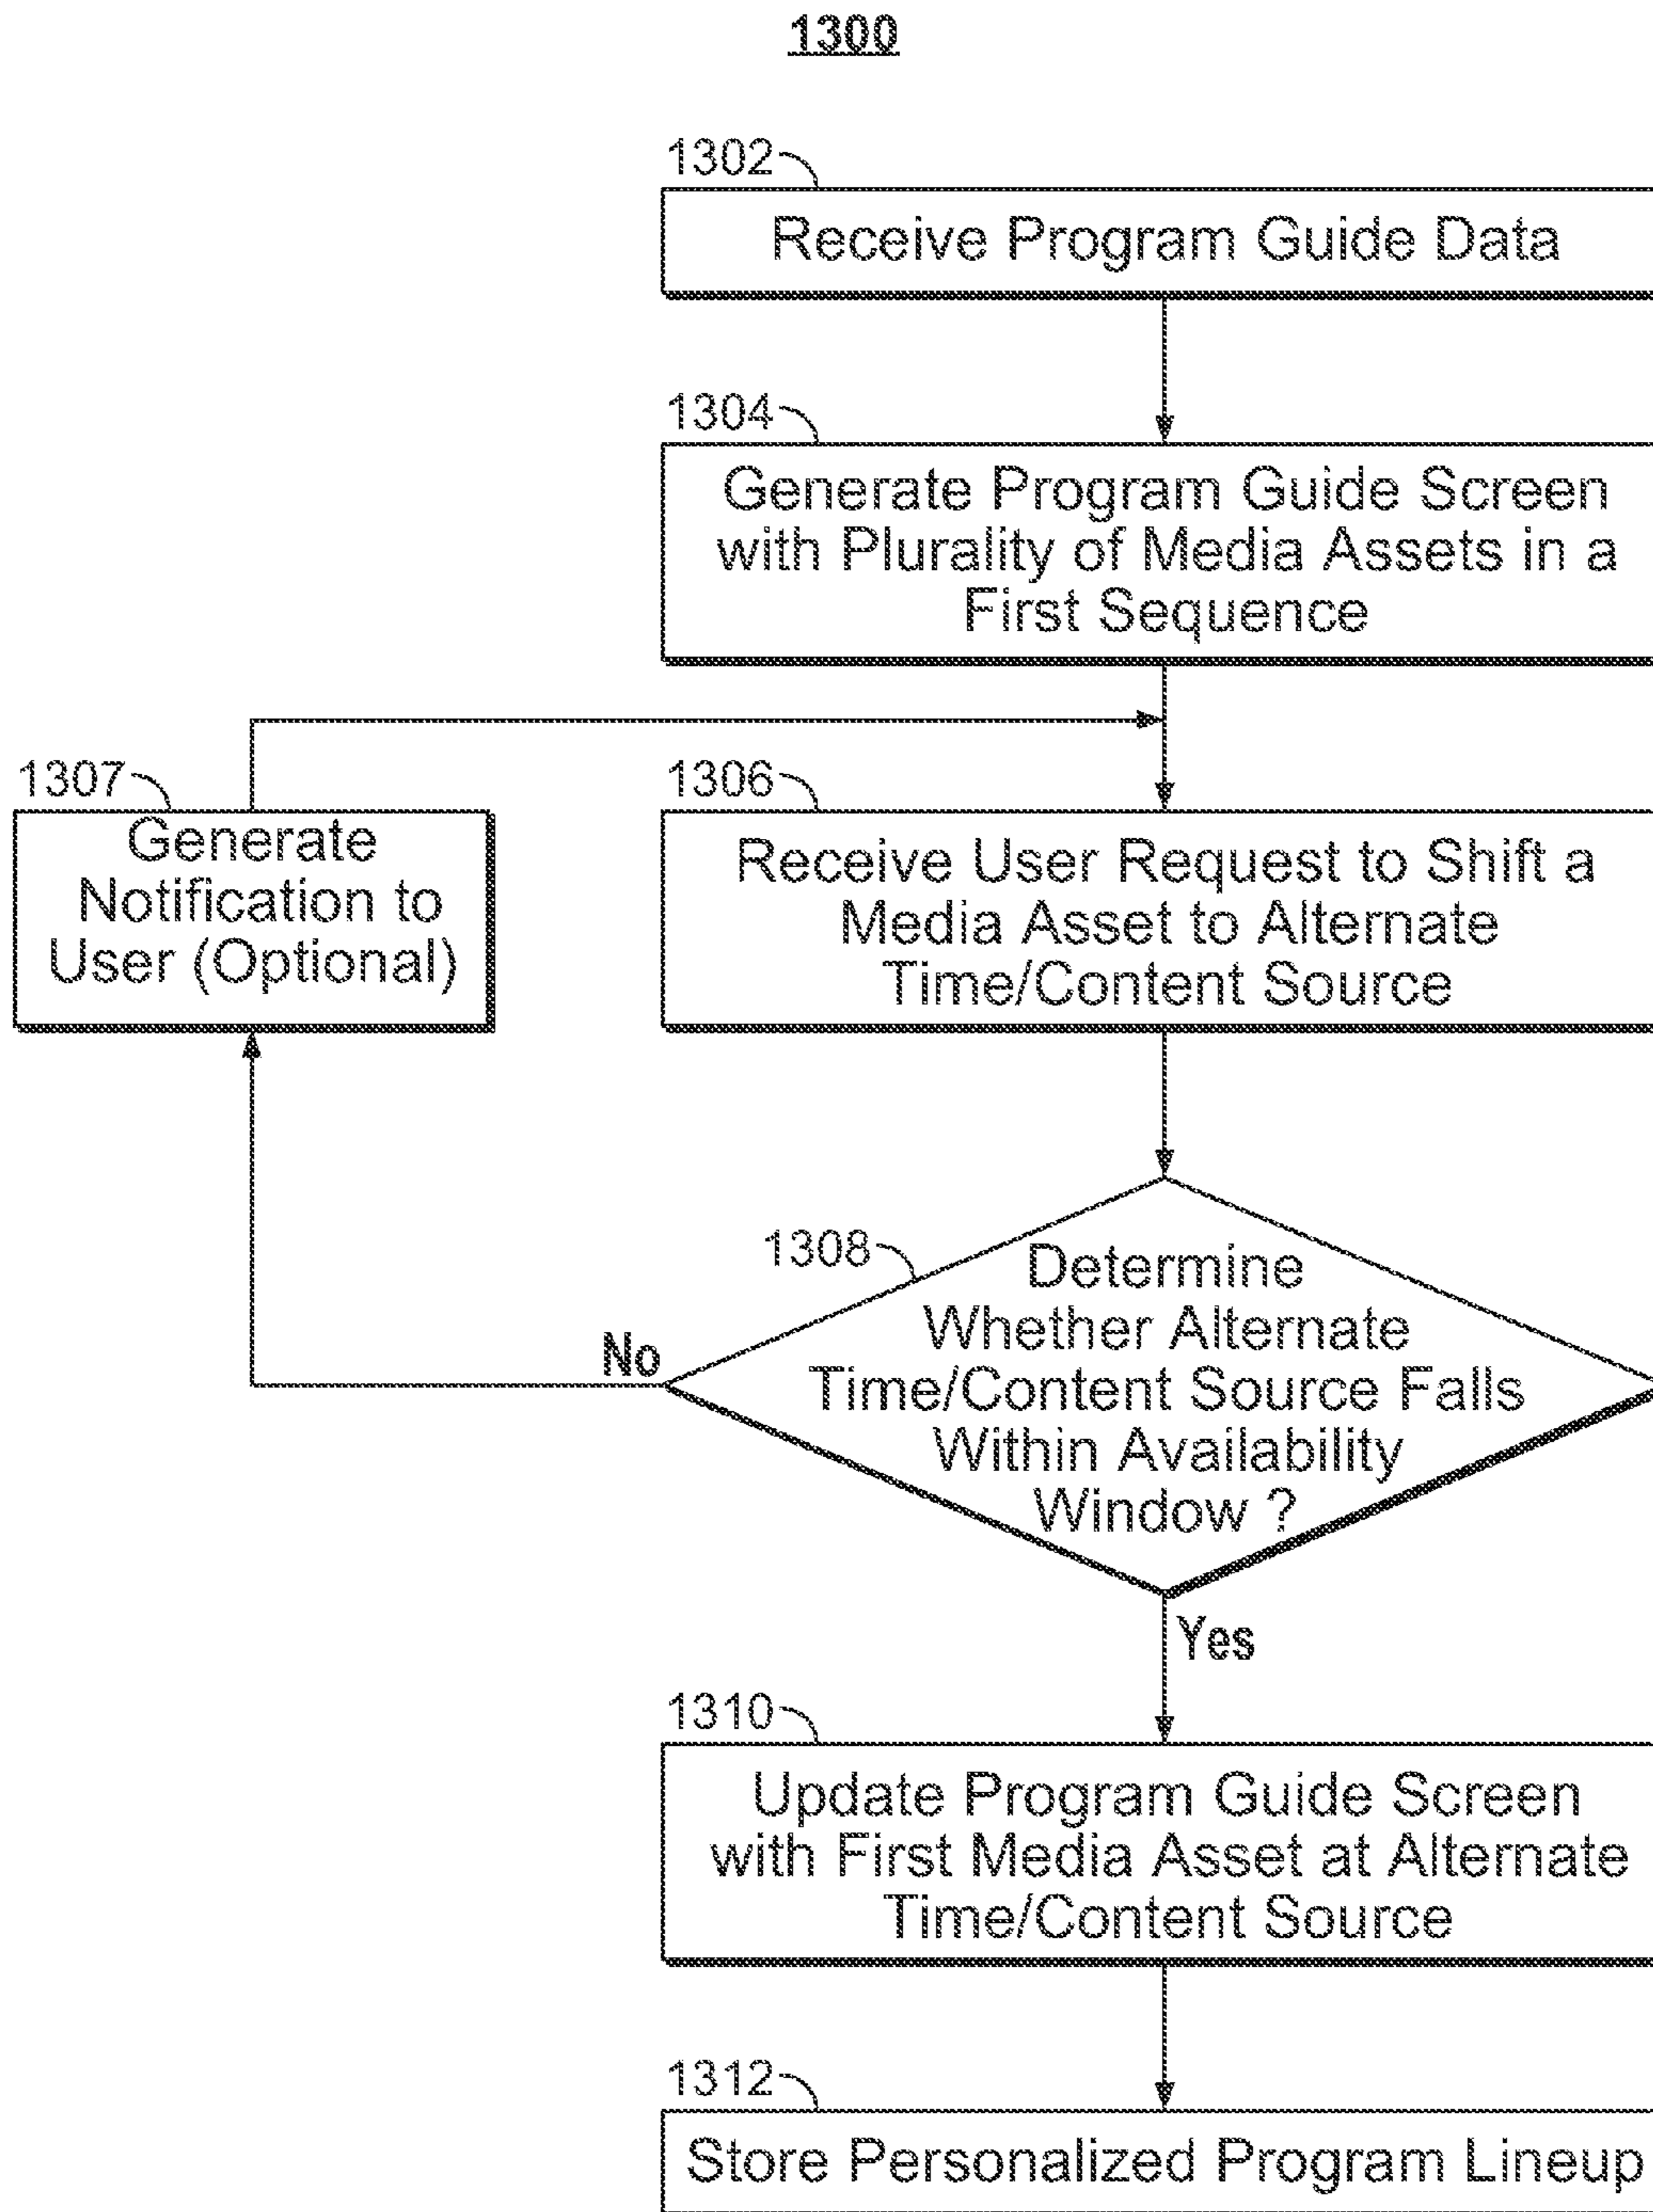 1300
1302
Receive Program Guide Data
1304
Generate Program Guide Screen
with Plurality of Media Assets in a
First Sequence
1307
Generate
Notification to
User (Optional)
1306
Receive User Request to Shift a
Media Asset to Alternate
Time/Content Source
1308
Determine
Whether Alternate
Time/Content Source Falls
Within Availability
Window ?
No
Yes
1310
Update Program Guide Screen
with First Media Asset at Alternate
Time/Content Source
1312
Store Personalized Program Lineup